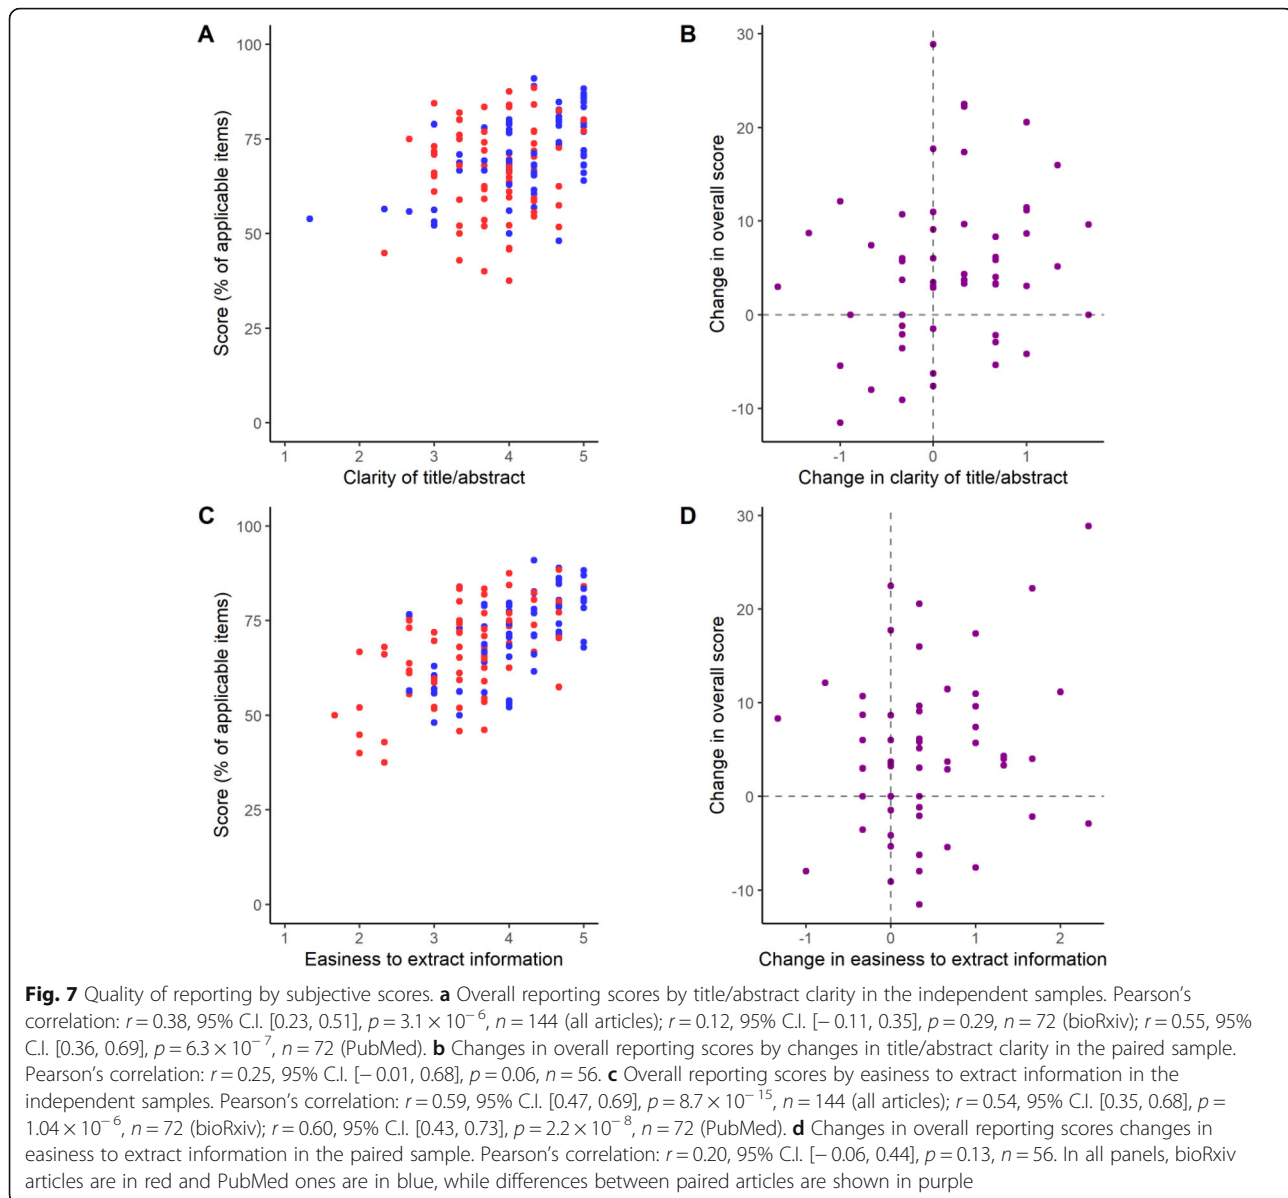 A
100
75
50
25
0
Score (% of applicable items)
1 2 3 4 5
Clarity of title/abstract
B
30
20
10
0
-10
Change in overall score
-1 0 1
Change in clarity of title/abstract
C
100
75
50
25
0
Score (% of applicable items)
1 2 3 4 5
Easiness to extract information
D
30
20
10
0
-10
Change in overall score
-1 0 1 2
Change in easiness to extract information
Fig. 7 Quality of reporting by subjective scores. a Overall reporting scores by title/abstract clarity in the independent samples. Pearson's
correlation: r = 0.38, 95% C.I. [0.23, 0.51], p = 3.1 × 10⁻⁶, n = 144 (all articles); r = 0.12, 95% C.I. [− 0.11, 0.35], p = 0.29, n = 72 (bioRxiv); r = 0.55, 95%
C.I. [0.36, 0.69], p = 6.3 × 10⁻⁷, n = 72 (PubMed). b Changes in overall reporting scores by changes in title/abstract clarity in the paired sample.
Pearson's correlation: r = 0.25, 95% C.I. [− 0.01, 0.68], p = 0.06, n = 56. c Overall reporting scores by easiness to extract information in the
independent samples. Pearson's correlation: r = 0.59, 95% C.I. [0.47, 0.69], p = 8.7 × 10⁻¹⁵, n = 144 (all articles); r = 0.54, 95% C.I. [0.35, 0.68], p =
1.04 × 10⁻⁶, n = 72 (bioRxiv); r = 0.60, 95% C.I. [0.43, 0.73], p = 2.2 × 10⁻⁸, n = 72 (PubMed). d Changes in overall reporting scores changes in
easiness to extract information in the paired sample. Pearson's correlation: r = 0.20, 95% C.I. [− 0.06, 0.44], p = 0.13, n = 56. In all panels, bioRxiv
articles are in red and PubMed ones are in blue, while differences between paired articles are shown in purple